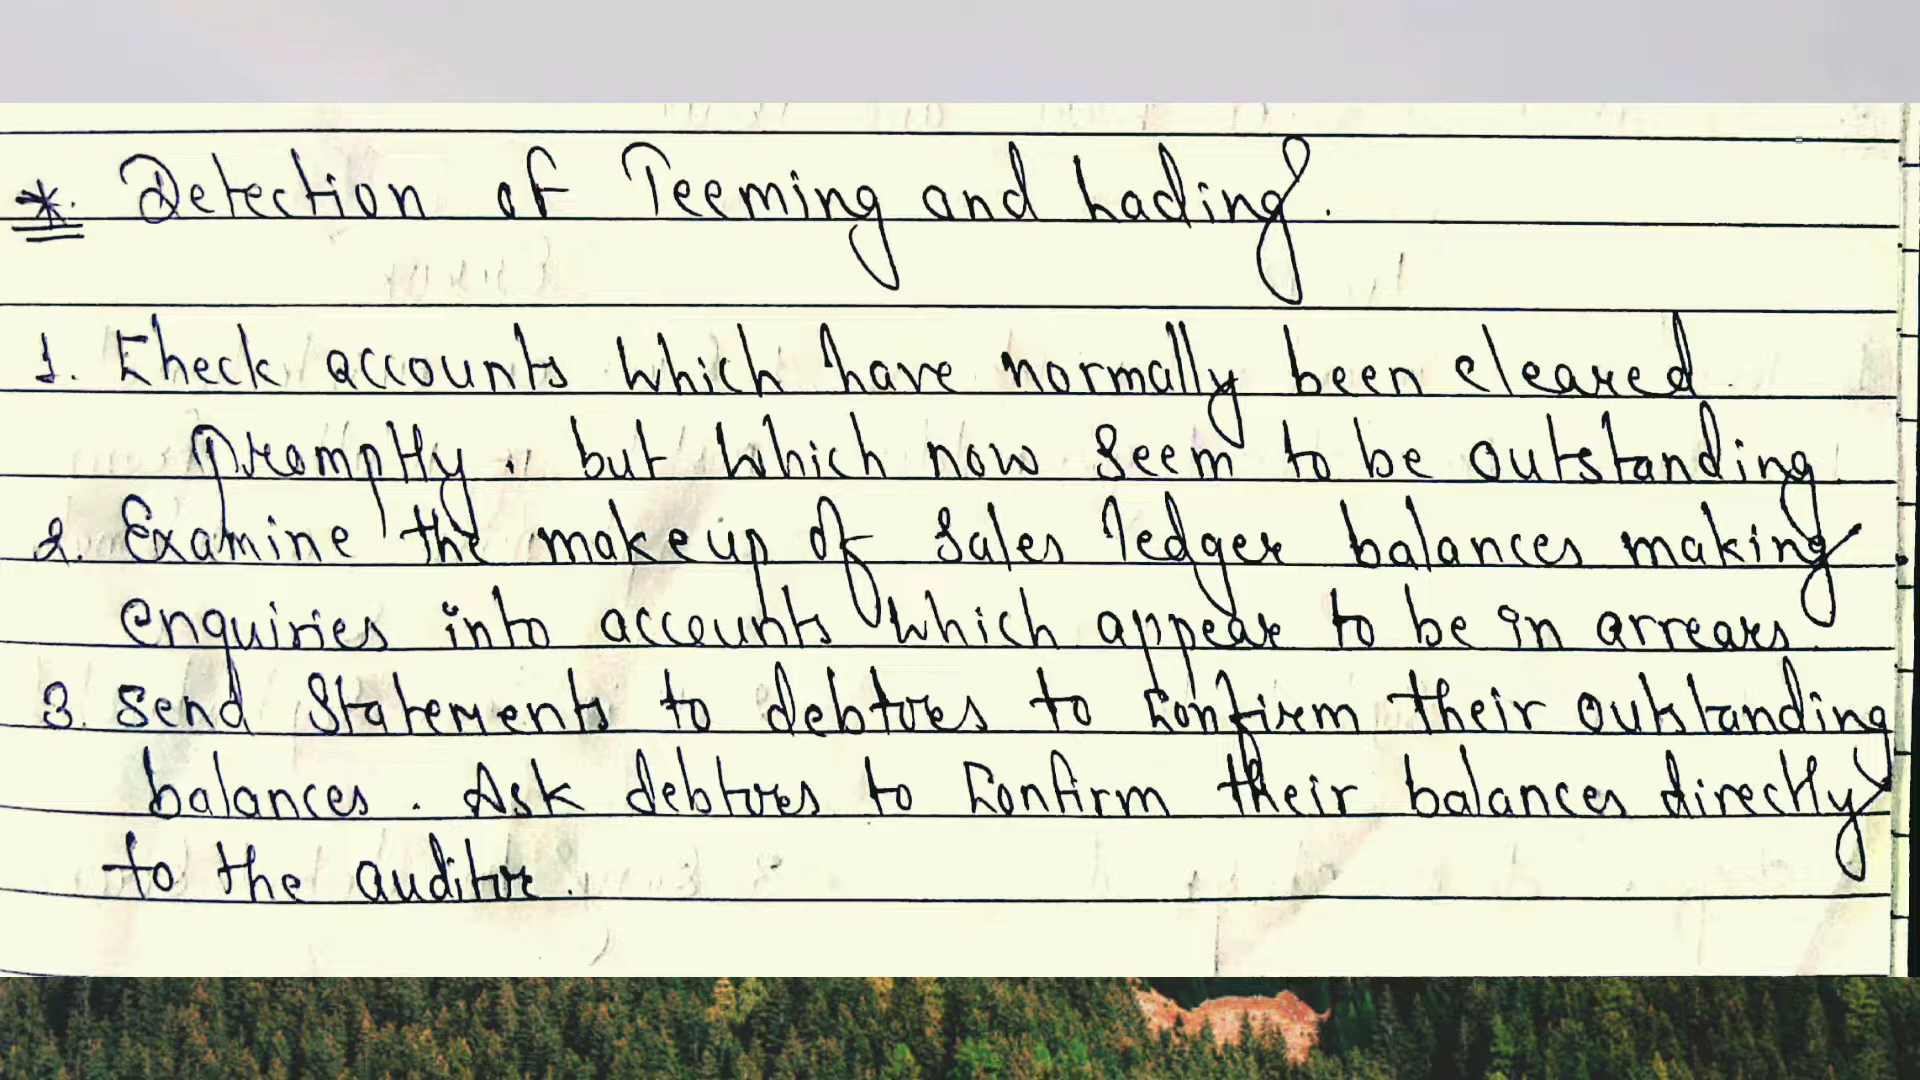 * Detection of Teeming and Lading.
1. Check accounts which have normally been cleared
promptly. but which now seem to be outstanding
2. Examine the makeup of sales ledger balances making
enquiries into accounts which appear to be in arrears.
3. Send Statements to debtors to confirm their outstanding
balances. Ask debtors to confirm their balances directly
to the auditor.